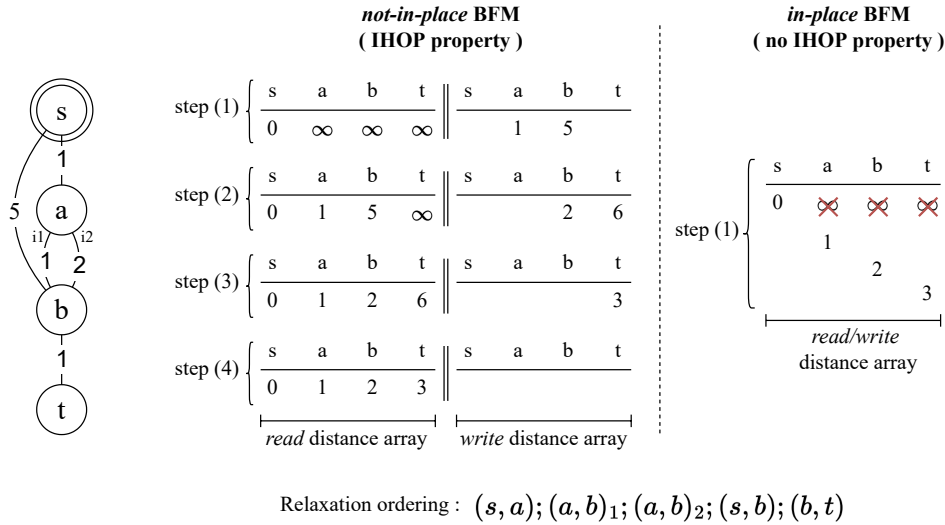 not-in-place BFM
( IHOP property )
in-place BFM
( no IHOP property )
s
1
a
i1 i2
5
1 2
b
1
t
step (1)
s a b t s a b t
0 ∞ ∞ ∞ 1 5
step (2)
s a b t s a b t
0 1 5 ∞ 2 6
step (3)
s a b t s a b t
0 1 2 6 3
step (4)
s a b t s a b t
0 1 2 3
read distance array write distance array
step (1)
s a b t
0 ∞ ∞ ∞
1
2
3
read/write
distance array
Relaxation ordering : (s, a); (a, b)₁; (a, b)₂; (s, b); (b, t)